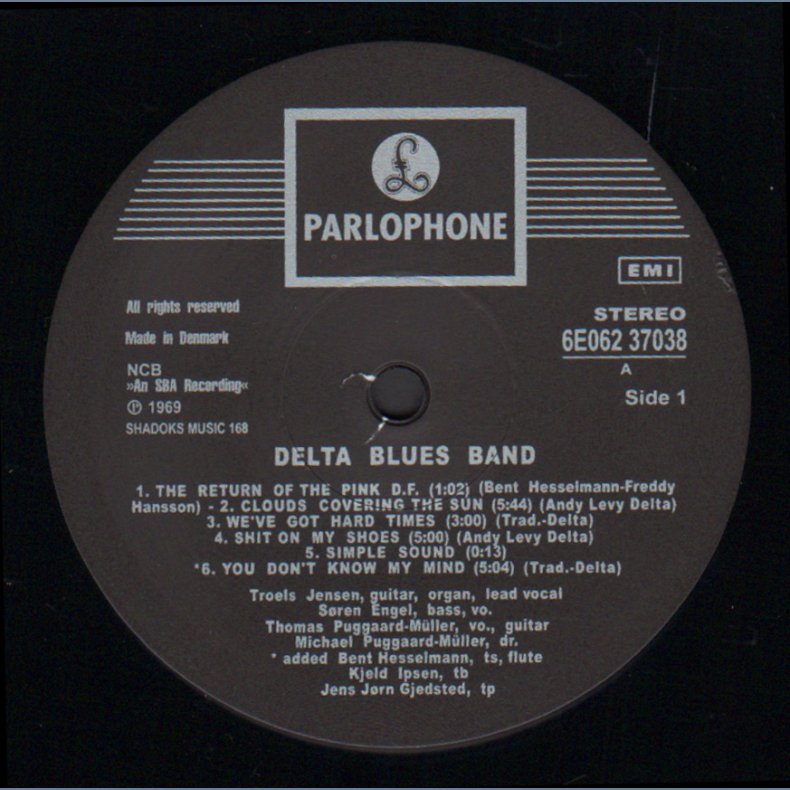 £
PARLOPHONE
EMI
All rights reserved
Made in Denmark
NCB
»An SBA Recording«
℗ 1969
SHADOKS MUSIC 168
STEREO
6E062 37038
A
Side 1
DELTA BLUES BAND
1. THE RETURN OF THE PINK D.F. (1:02) (Bent Hesselmann-Freddy
Hansson) - 2. CLOUDS COVERING THE SUN (5:44) (Andy Levy Delta)
3. WE'VE GOT HARD TIMES (3:00) (Trad.-Delta)
4. SHIT ON MY SHOES (5:00) (Andy Levy Delta)
5. SIMPLE SOUND (0:13)
*6. YOU DON'T KNOW MY MIND (5:04) (Trad.-Delta)
Troels Jensen, guitar, organ, lead vocal
Søren Engel, bass, vo.
Thomas Puggaard-Müller, vo., guitar
Michael Puggaard-Müller, dr.
* added Bent Hesselmann, ts, flute
Kjeld Ipsen, tb
Jens Jørn Gjedsted, tp